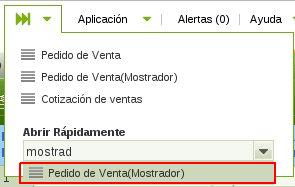 Aplicación Alertas (0) Ayuda
Pedido de Venta
Pedido de Venta(Mostrador)
Cotización de ventas
Abrir Rápidamente
mostrad
Pedido de Venta(Mostrador)